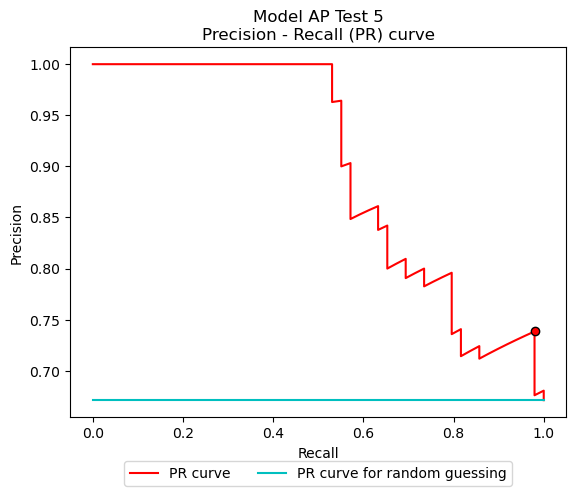 Model AP Test 5
Precision - Recall (PR) curve
1.00
0.95
0.90
0.85
0.80
0.75
0.70
Precision
0.0 0.2 0.4 0.6 0.8 1.0
Recall
PR curve PR curve for random guessing